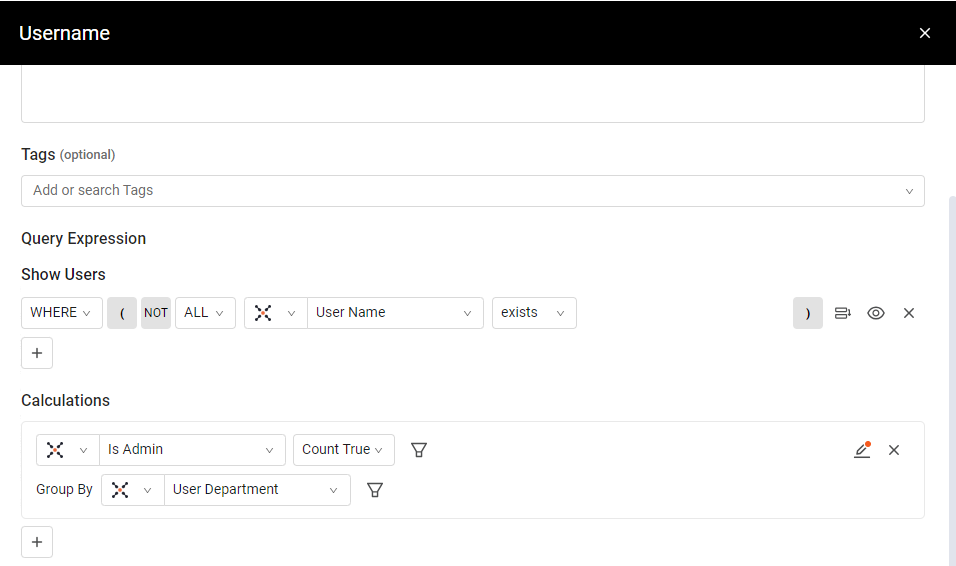 Username
Tags (optional)
Add or search Tags
Query Expression
Show Users
WHERE ( NOT ALL User Name exists )
Calculations
Is Admin Count True
Group By User Department